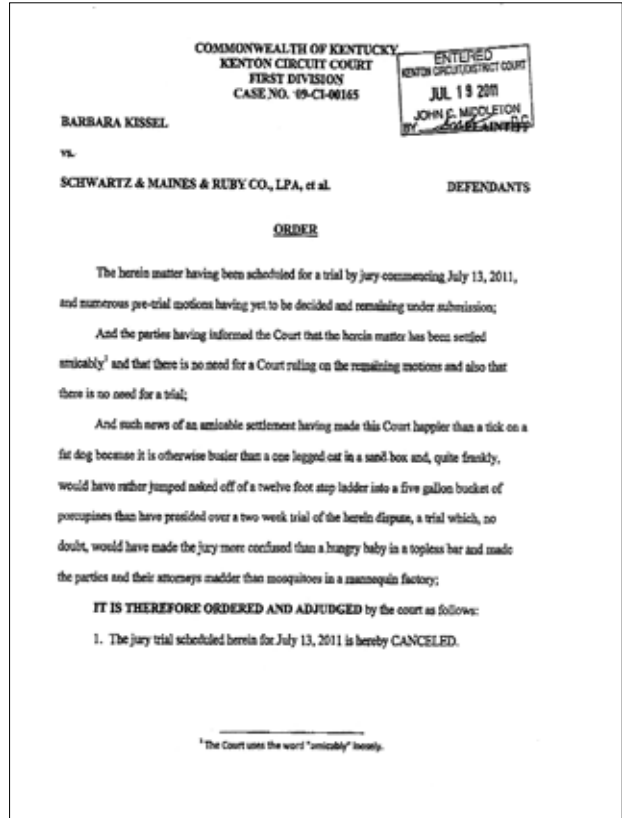 COMMONWEALTH OF KENTUCKY
KENTON CIRCUIT COURT
FIRST DIVISION
CASE NO. 09-CI-00165
ENTERED
KENTON CIRCUIT/DISTRICT COURT
JUL 19 2011
JOHN C. MIDDLETON
BY D.C.
BARBARA KISSEL PLAINTIFF
vs.
SCHWARTZ & MAINES & RUBY CO., LPA, et al. DEFENDANTS
ORDER
The herein matter having been scheduled for a trial by jury commencing July 13, 2011,
and numerous pre-trial motions having yet to be decided and remaining under submission;
And the parties having informed the Court that the herein matter has been settled
amicably¹ and that there is no need for a Court ruling on the remaining motions and also that
there is no need for a trial;
And such news of an amicable settlement having made this Court happier than a tick on a
fat dog because it is otherwise busier than a one legged cat in a sand box and, quite frankly,
would have rather jumped naked off of a twelve foot step ladder into a five gallon bucket of
porcupines than have presided over a two week trial of the herein dispute, a trial which, no
doubt, would have made the jury more confused than a hungry baby in a topless bar and made
the parties and their attorneys madder than mosquitoes in a mannequin factory;
IT IS THEREFORE ORDERED AND ADJUDGED by the court as follows:
1. The jury trial scheduled herein for July 13, 2011 is hereby CANCELED.
¹ The Court uses the word "amicably" loosely.